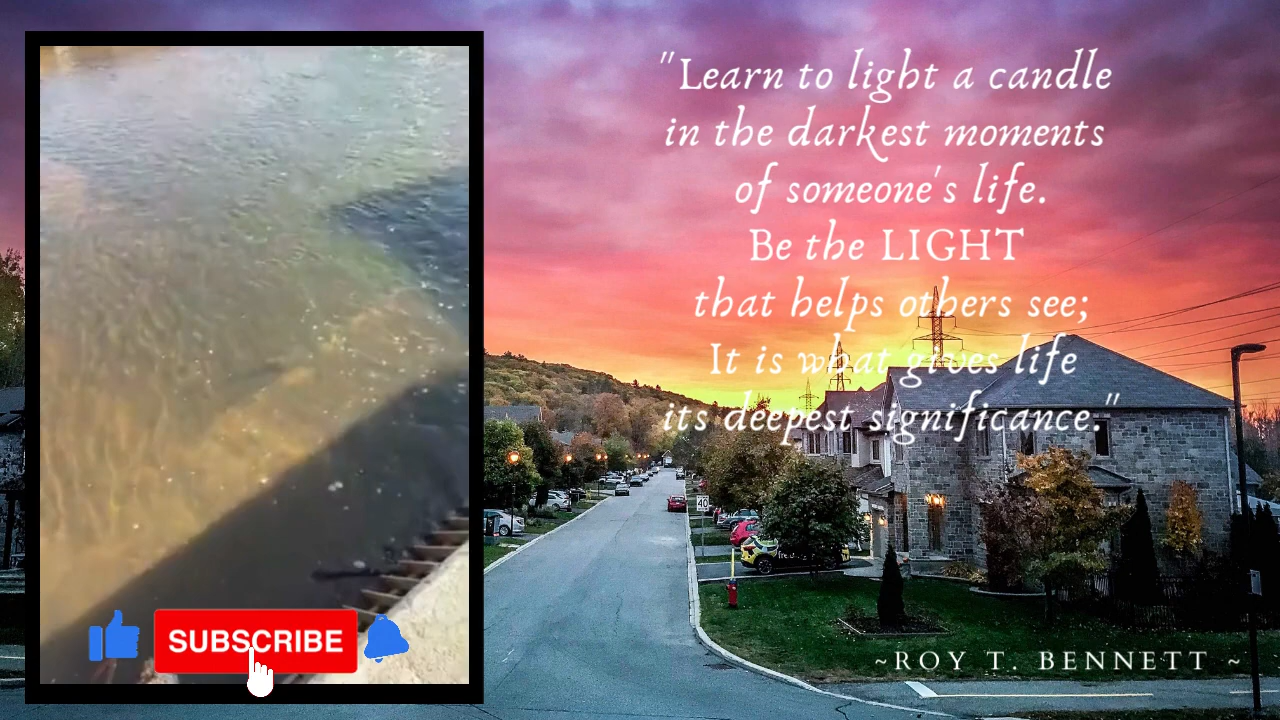 "Learn to light a candle
in the darkest moments
of someone's life.
Be the LIGHT
that helps others see;
It is what gives life
its deepest significance."
~ROY T. BENNETT ~
SUBSCRIBE
40